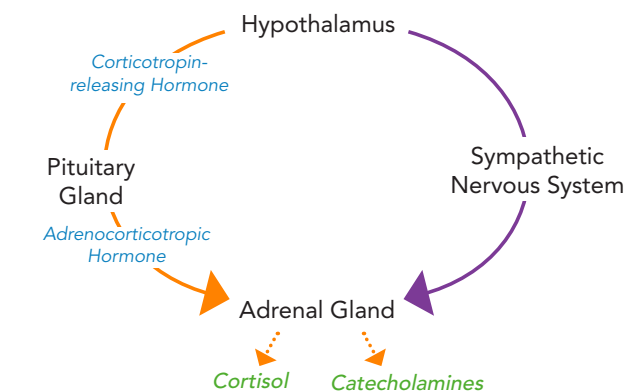 Hypothalamus
Corticotropin-
releasing Hormone
Pituitary
Gland
Sympathetic
Nervous System
Adrenocorticotropic
Hormone
Adrenal Gland
Cortisol
Catecholamines